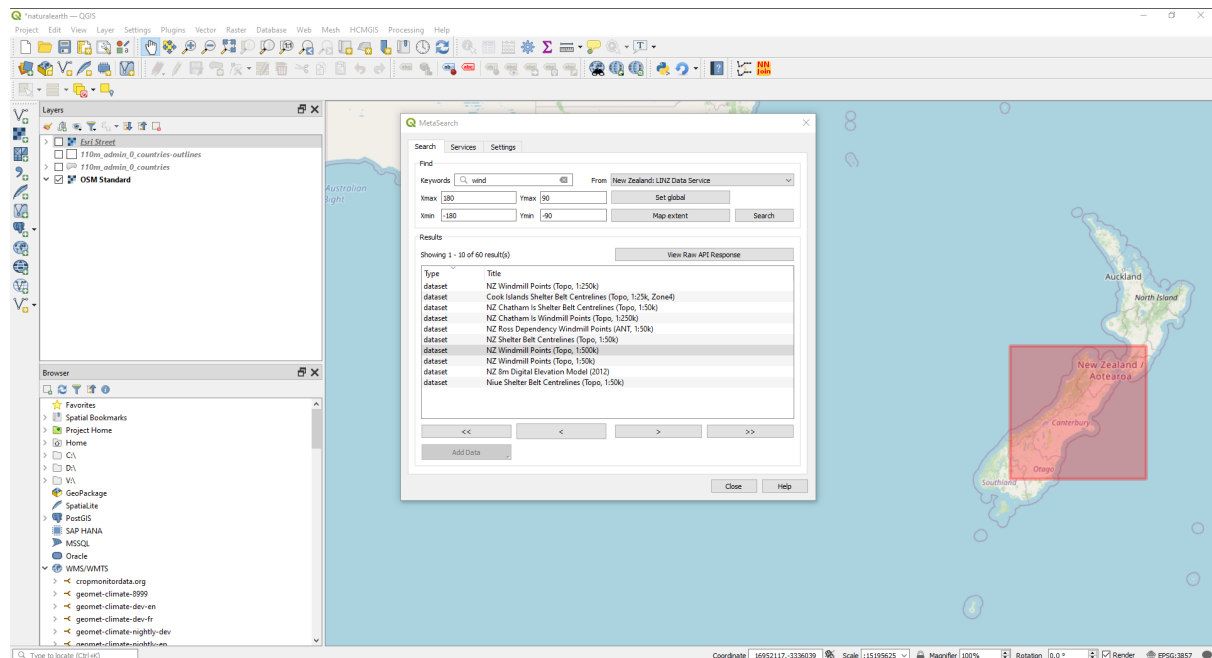 *naturalearth — QGIS
Project Edit View Layer Settings Plugins Vector Raster Database Web Mesh HCMGIS Processing Help
NN
Join
Layers
Esri Street
110m_admin_0_countries-outlines
110m_admin_0_countries
OSM Standard
Browser
Favorites
Spatial Bookmarks
Project Home
Home
C:\
D:\
V:\
GeoPackage
SpatiaLite
PostGIS
SAP HANA
MSSQL
Oracle
WMS/WMTS
cropmonitordata.org
geomet-climate-8999
geomet-climate-dev-en
geomet-climate-dev-fr
geomet-climate-nightly-dev
geomet-climate-nightly-en
Australian
Bight
MetaSearch
Search Services Settings
Find
Keywords wind From New Zealand: LINZ Data Service
Xmax 180 Ymax 90 Set global
Xmin -180 Ymin -90 Map extent Search
Results
Showing 1 - 10 of 60 result(s) View Raw API Response
Type Title
dataset NZ Windmill Points (Topo, 1:250k)
dataset Cook Islands Shelter Belt Centrelines (Topo, 1:25k, Zone4)
dataset NZ Chatham Is Shelter Belt Centrelines (Topo, 1:50k)
dataset NZ Chatham Is Windmill Points (Topo, 1:250k)
dataset NZ Ross Dependency Windmill Points (ANT, 1:50k)
dataset NZ Shelter Belt Centrelines (Topo, 1:50k)
dataset NZ Windmill Points (Topo, 1:500k)
dataset NZ Windmill Points (Topo, 1:50k)
dataset NZ 8m Digital Elevation Model (2012)
dataset Niue Shelter Belt Centrelines (Topo, 1:50k)
<< < > >>
Add Data
Close Help
Auckland
North Island
New Zealand /
Aotearoa
Canterbury
Otago
Southland
Type to locate (Ctrl+K) Coordinate 16952117,-3336039 Scale 1:15195625 Magnifier 100% Rotation 0.0 ° Render EPSG:3857